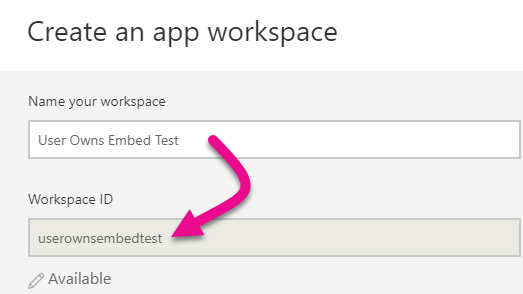 Create an app workspace
Name your workspace
User Owns Embed Test
Workspace ID
userownsembedtest
Available